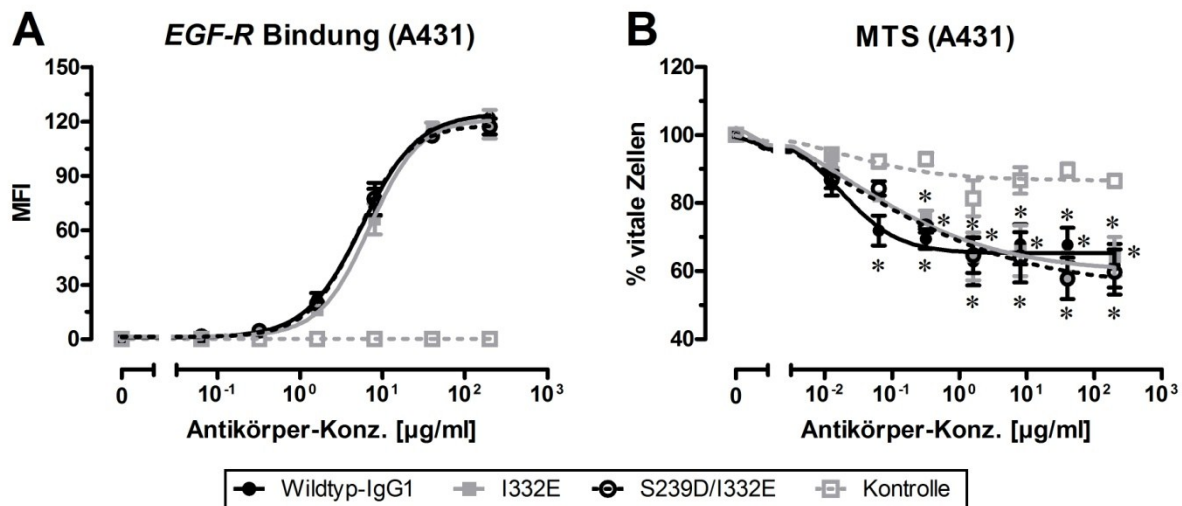 A
EGF-R Bindung (A431)
MFI
150
120
90
60
30
0
0
10-1
100
101
102
103
Antikörper-Konz. [µg/ml]
B
MTS (A431)
% vitale Zellen
120
100
80
60
40
* * * * * *
* * * * *
* * * * * *
0
10-2
10-1
100
101
102
103
Antikörper-Konz. [µg/ml]
Wildtyp-IgG1 I332E S239D/I332E Kontrolle